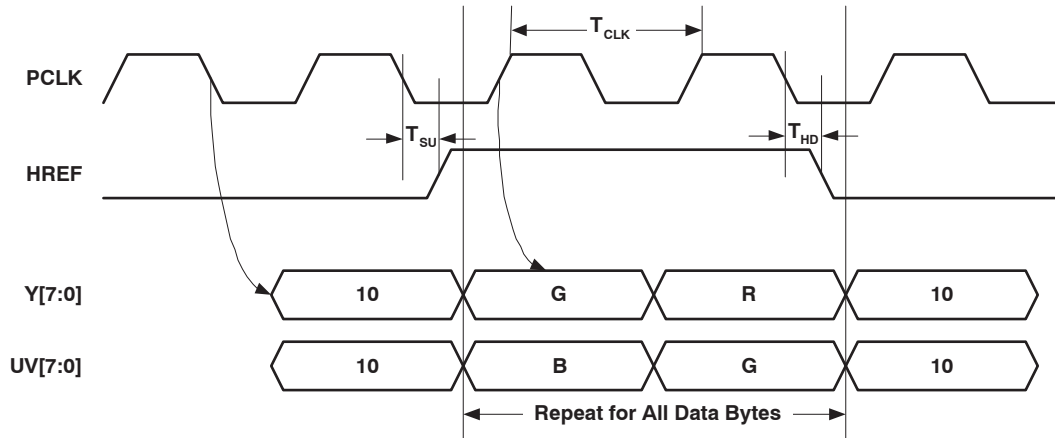 T_CLK
PCLK
T_SU
T_HD
HREF
Y[7:0] 10 G R 10
UV[7:0] 10 B G 10
Repeat for All Data Bytes